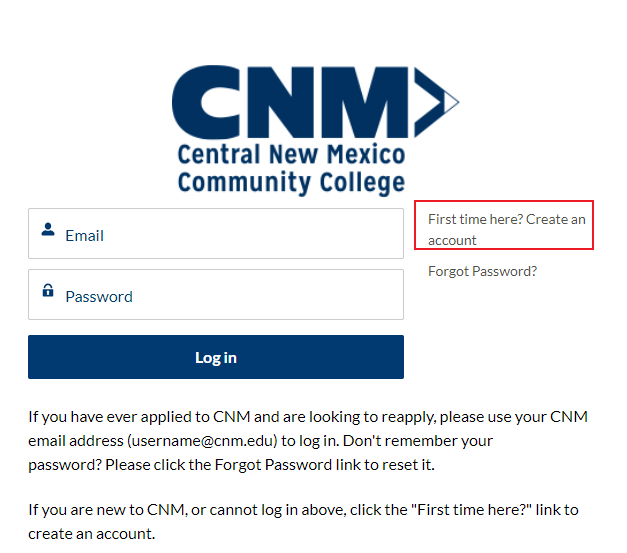 CNM
Central New Mexico
Community College
Email
First time here? Create an
account
Forgot Password?
Password
Log in
If you have ever applied to CNM and are looking to reapply, please use your CNM
email address (username@cnm.edu) to log in. Don't remember your
password? Please click the Forgot Password link to reset it.
If you are new to CNM, or cannot log in above, click the "First time here?" link to
create an account.